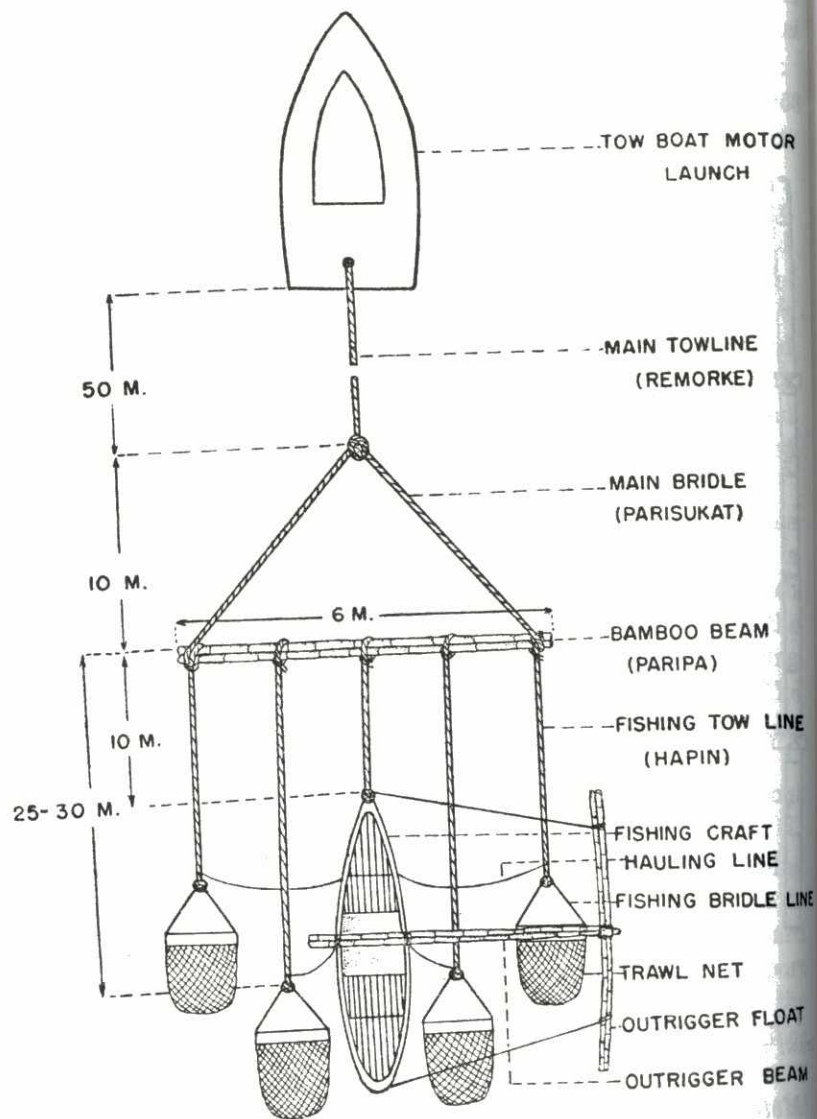 TOW BOAT MOTOR
LAUNCH
MAIN TOWLINE
(REMORKE)
50 M.
MAIN BRIDLE
(PARISUKAT)
10 M.
6 M.
BAMBOO BEAM
(PARIPA)
FISHING TOW LINE
(HAPIN)
10 M.
25-30 M.
FISHING CRAFT
HAULING LINE
FISHING BRIDLE LINE
TRAWL NET
OUTRIGGER FLOAT
OUTRIGGER BEAM